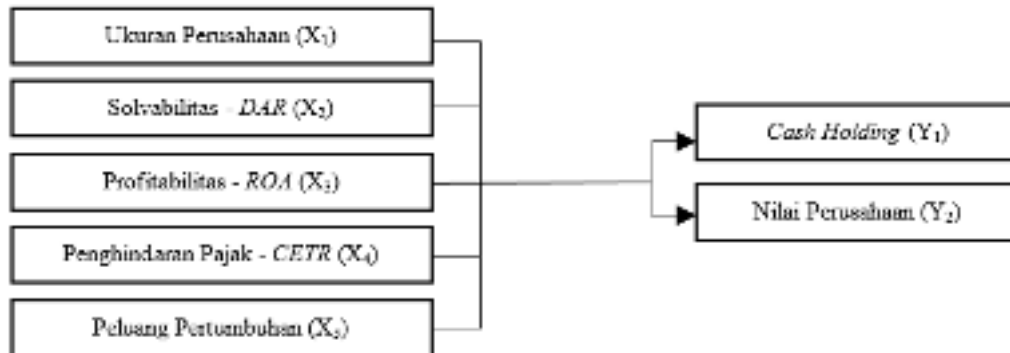 Ukuran Perusahaan (X₁)
Solvabilitas - DAR (X₂)
Profitabilitas - ROA (X₃)
Penghindaran Pajak - CETR (X₄)
Peluang Pertumbuhan (X₅)
Cash Holding (Y₁)
Nilai Perusahaan (Y₂)